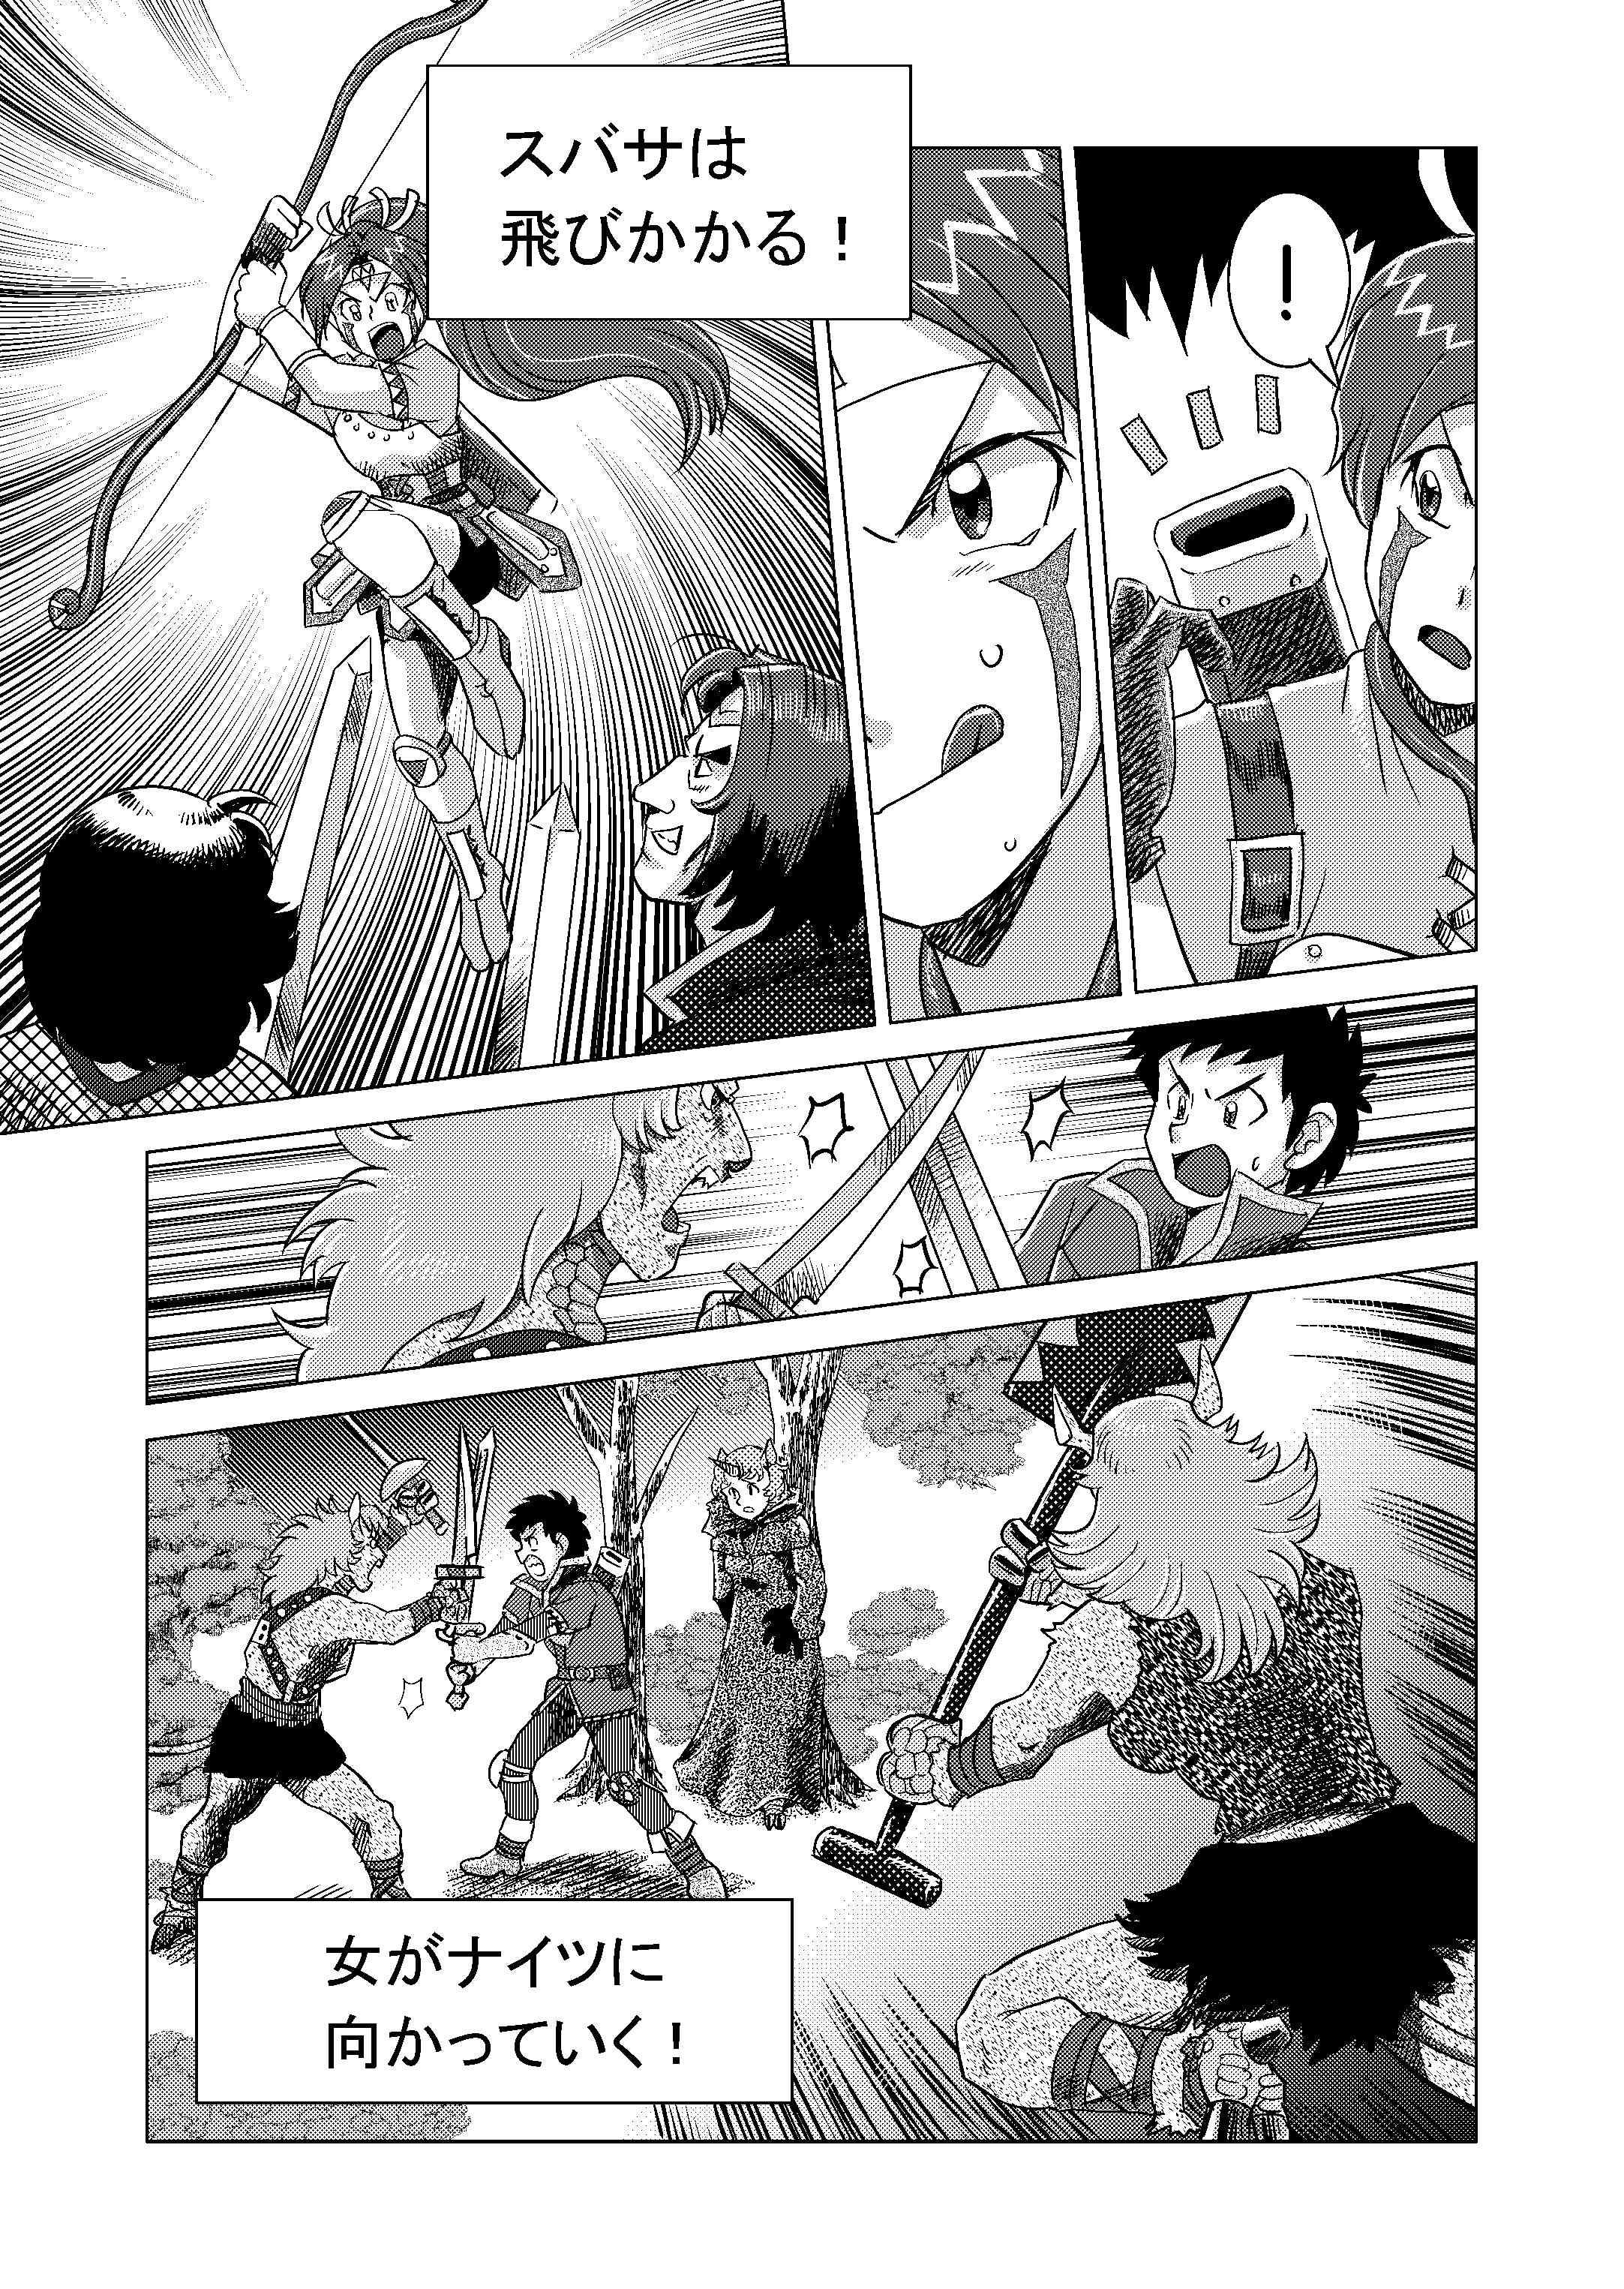 ！
スバサは
飛びかかる！
女がナイツに
向かっていく！